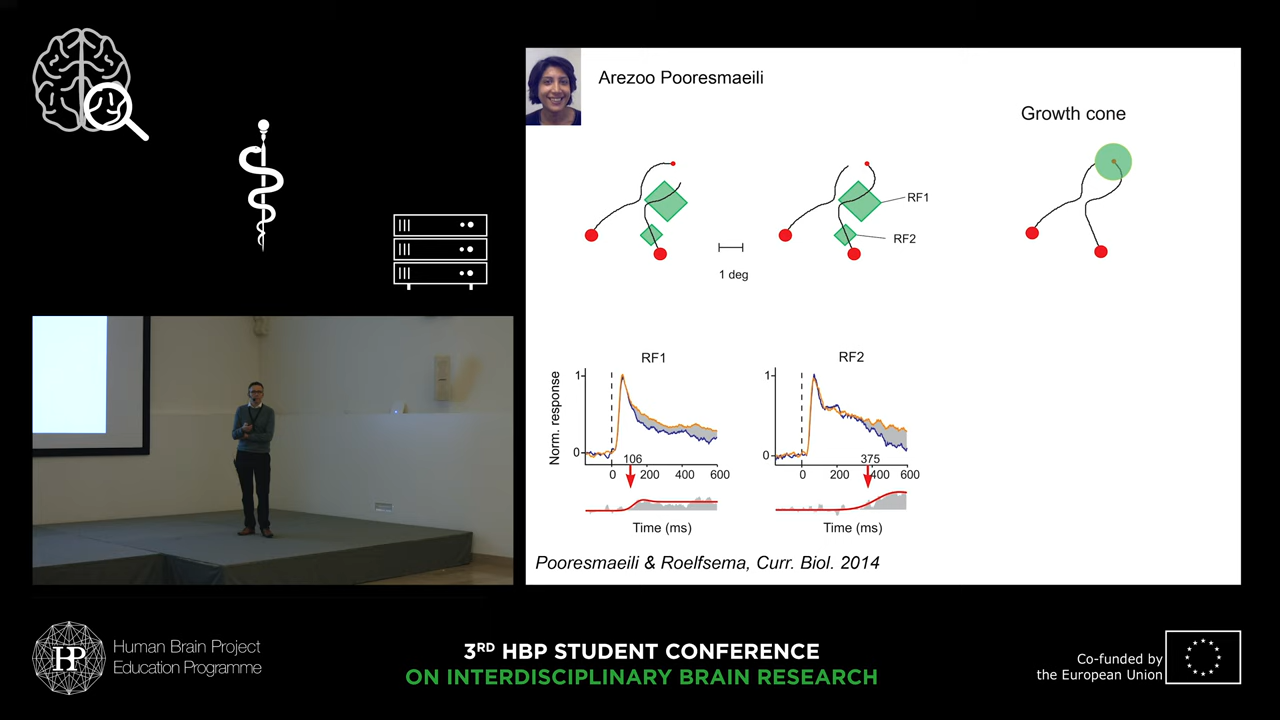 Arezoo Pooresmaeili
Growth cone
RF1
RF2
1 deg
RF1
RF2
Norm. response
1
0
106
0 200 400 600
Time (ms)
1
0
375
0 200 400 600
Time (ms)
Pooresmaeili & Roelfsema, Curr. Biol. 2014
HBP
Human Brain Project
Education Programme
3RD HBP STUDENT CONFERENCE
ON INTERDISCIPLINARY BRAIN RESEARCH
Co-funded by
the European Union